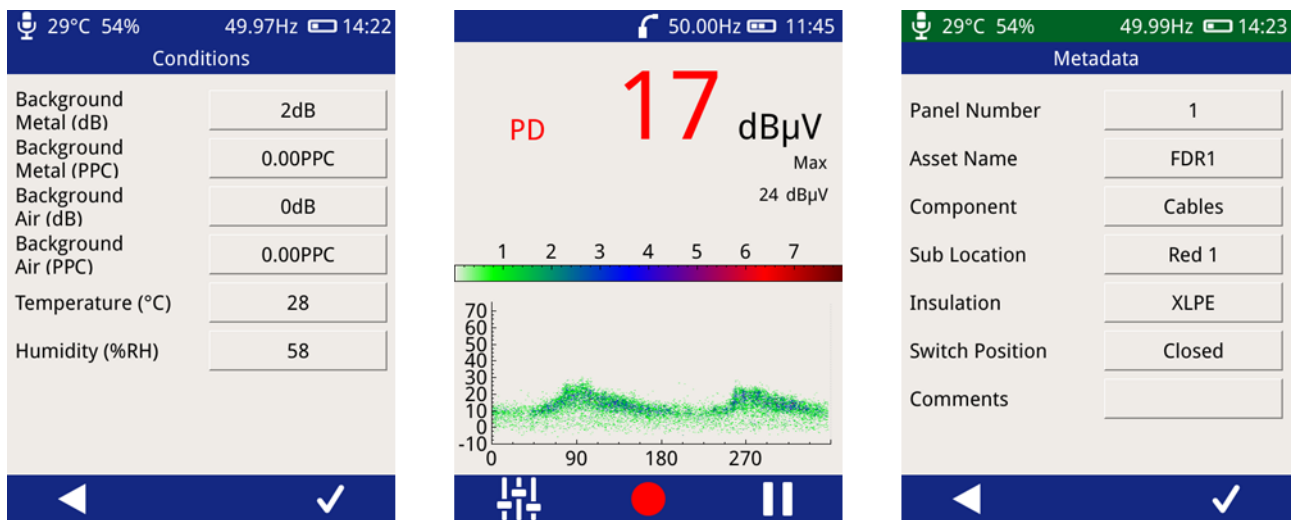 29°C 54% 49.97Hz 14:22
Conditions
Background
Metal (dB)
2dB
Background
Metal (PPC)
0.00PPC
Background
Air (dB)
0dB
Background
Air (PPC)
0.00PPC
Temperature (°C) 28
Humidity (%RH) 58
50.00Hz 11:45
PD 17 dBµV
Max
24 dBµV
1 2 3 4 5 6 7
70
60
50
40
30
20
10
0
-10
0 90 180 270
29°C 54% 49.99Hz 14:23
Metadata
Panel Number 1
Asset Name FDR1
Component Cables
Sub Location Red 1
Insulation XLPE
Switch Position Closed
Comments